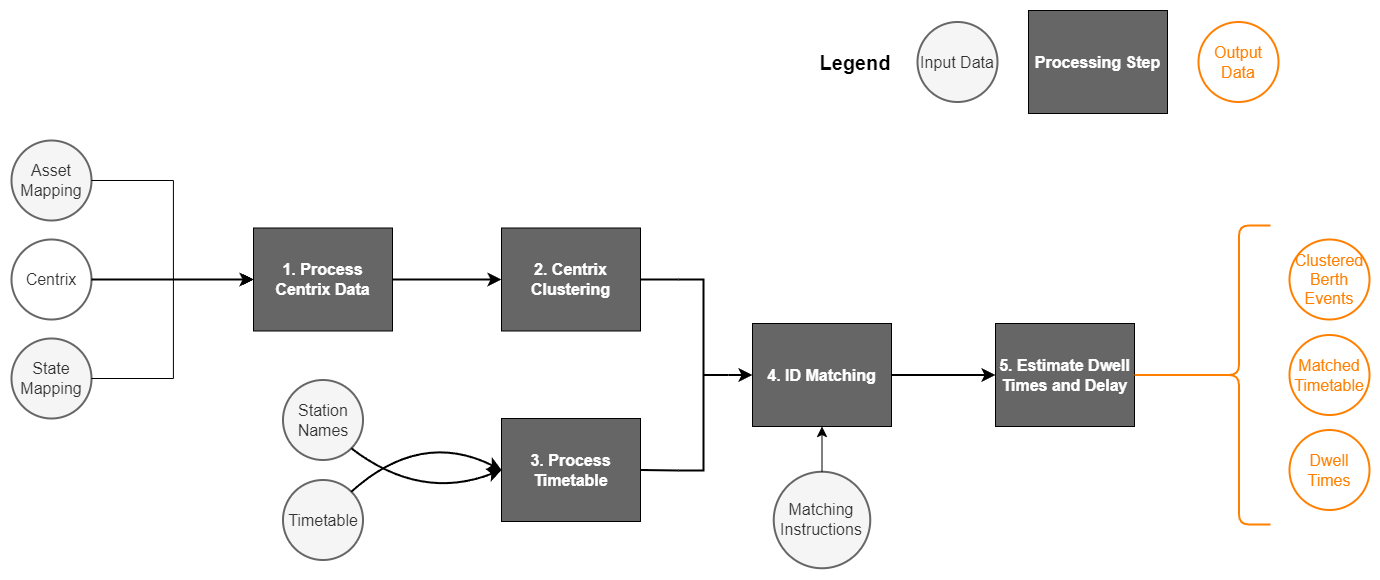 Legend
Input Data
Processing Step
Output
Data
Asset
Mapping
Centrix
State
Mapping
1. Process
Centrix Data
2. Centrix
Clustering
Station
Names
Timetable
3. Process
Timetable
4. ID Matching
Matching
Instructions
5. Estimate Dwell
Times and Delay
Clustered
Berth
Events
Matched
Timetable
Dwell
Times